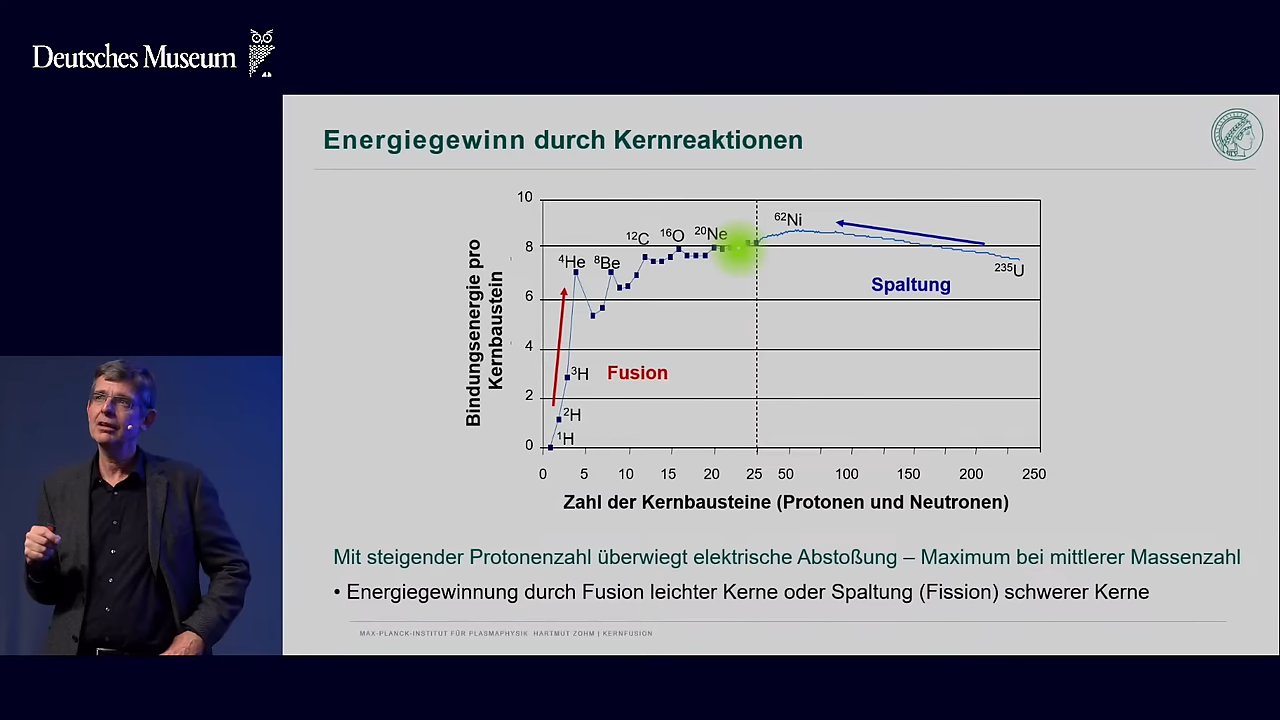 Deutsches Museum
Energiegewinn durch Kernreaktionen
Bindungsenergie pro
Kernbaustein
10
8
6
4
2
0
¹H
²H
³H
⁴He
⁸Be
¹²C
¹⁶O
²⁰Ne
⁶²Ni
²³⁵U
Fusion
Spaltung
0 5 10 15 20 25 50 100 150 200 250
Zahl der Kernbausteine (Protonen und Neutronen)
Mit steigender Protonenzahl überwiegt elektrische Abstoßung – Maximum bei mittlerer Massenzahl
• Energiegewinnung durch Fusion leichter Kerne oder Spaltung (Fission) schwerer Kerne
MAX-PLANCK-INSTITUT FÜR PLASMAPHYSIK HARTMUT ZOHM | KERNFUSION